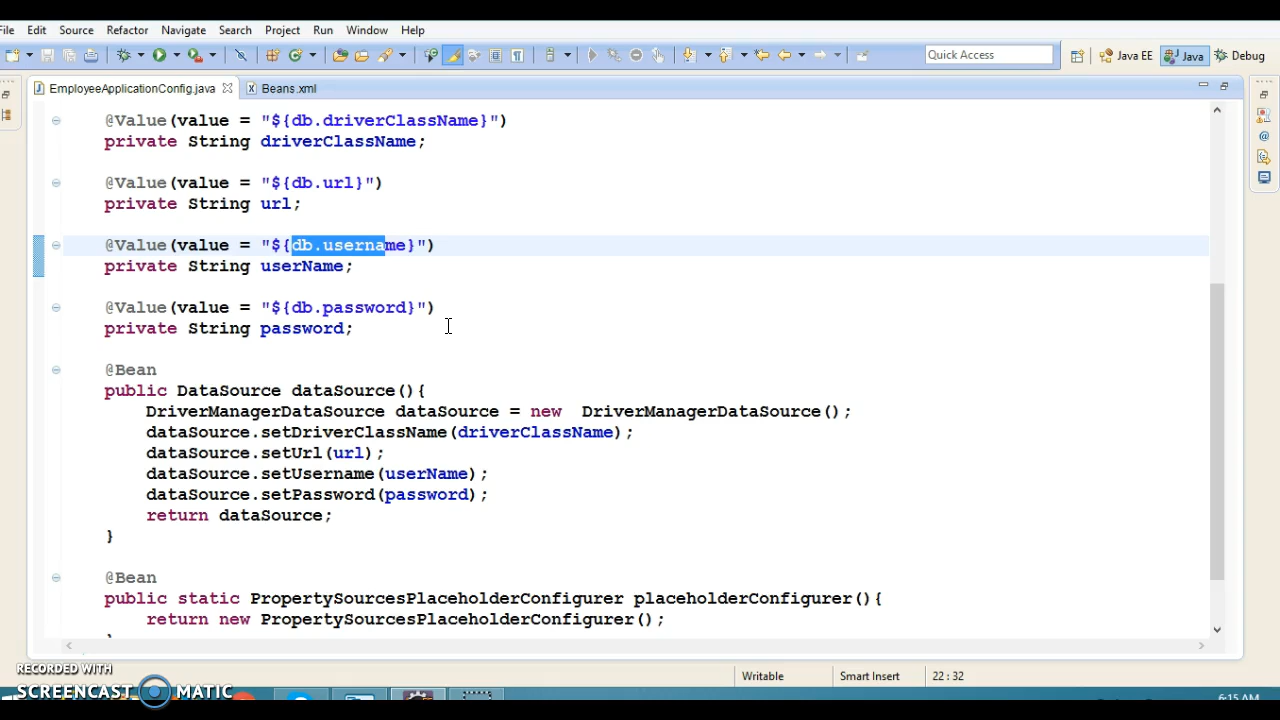 File Edit Source Refactor Navigate Search Project Run Window Help
Quick Access Java EE Java Debug
EmployeeApplicationConfig.java Beans.xml
@Value(value = "${db.driverClassName}")
private String driverClassName;
@Value(value = "${db.url}")
private String url;
@Value(value = "${db.username}")
private String userName;
@Value(value = "${db.password}")
private String password;
@Bean
public DataSource dataSource(){
DriverManagerDataSource dataSource = new  DriverManagerDataSource();
dataSource.setDriverClassName(driverClassName);
dataSource.setUrl(url);
dataSource.setUsername(userName);
dataSource.setPassword(password);
return dataSource;
}
@Bean
public static PropertySourcesPlaceholderConfigurer placeholderConfigurer(){
return new PropertySourcesPlaceholderConfigurer();
}
Writable Smart Insert 22 : 32
RECORDED WITH
SCREENCAST MATIC
6:15 AM